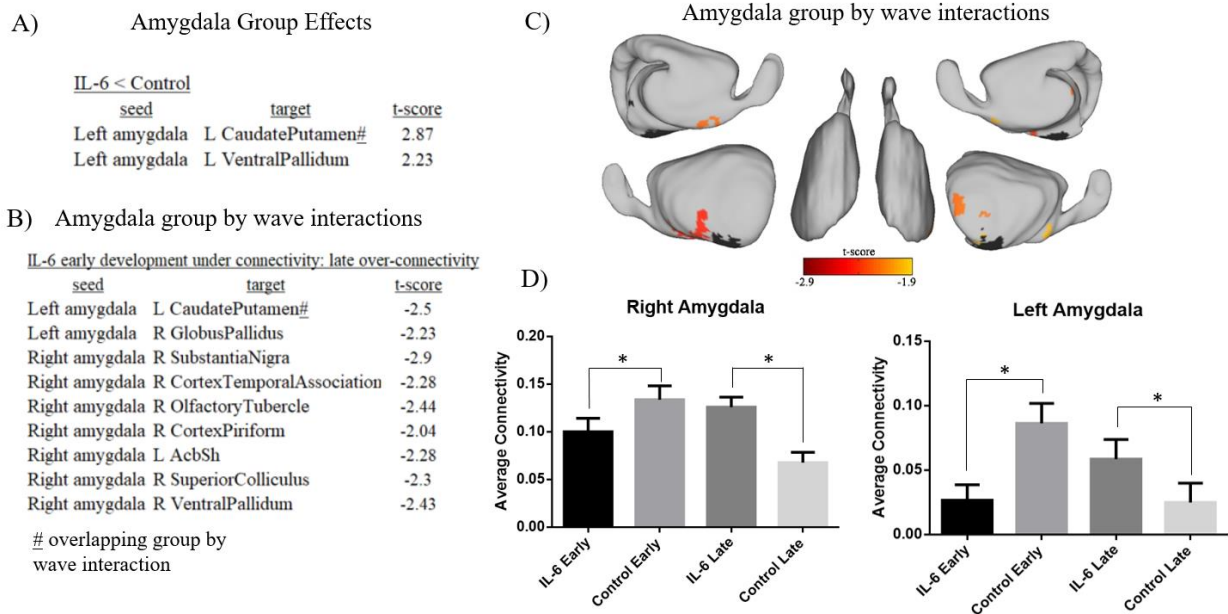 A) Amygdala Group Effects
IL-6 < Control
seed target t-score
Left amygdala L CaudatePutamen# 2.87
Left amygdala L VentralPallidum 2.23
B) Amygdala group by wave interactions
IL-6 early development under connectivity: late over-connectivity
seed target t-score
Left amygdala L CaudatePutamen# -2.5
Left amygdala R GlobusPallidus -2.23
Right amygdala R SubstantiaNigra -2.9
Right amygdala R CortexTemporalAssociation -2.28
Right amygdala R OlfactoryTubercle -2.44
Right amygdala R CortexPiriform -2.04
Right amygdala L AcbSh -2.28
Right amygdala R SuperiorColliculus -2.3
Right amygdala R VentralPallidum -2.43
# overlapping group by
wave interaction
C) Amygdala group by wave interactions
t-score
-2.9 -1.9
D)
Right Amygdala
Average Connectivity
0.20
0.15
0.10
0.05
0.00
* *
IL-6 Early Control Early IL-6 Late Control Late
Left Amygdala
Average Connectivity
0.15
0.10
0.05
0.00
* *
IL-6 Early Control Early IL-6 Late Control Late